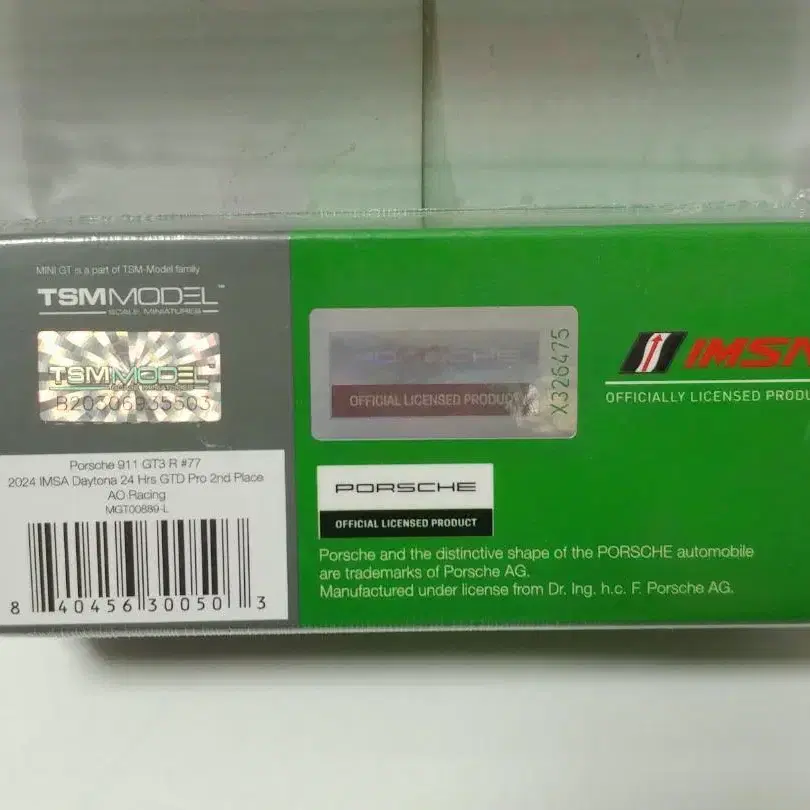 MINI GT is a part of TSM-Model family
TSMMODEL™
SCALE MINIATURES
TSMMODEL
B20306935503
Porsche 911 GT3 R #77
2024 IMSA Daytona 24 Hrs GTD Pro 2nd Place
AO Racing
MGT00889-L
8 40456 30050 3
PORSCHE
OFFICIAL LICENSED PRODUCT
X326475
PORSCHE
OFFICIAL LICENSED PRODUCT
Porsche and the distinctive shape of the PORSCHE automobile
are trademarks of Porsche AG.
Manufactured under license from Dr. Ing. h.c. F. Porsche AG.
IMSA
OFFICIALLY LICENSED PRODU